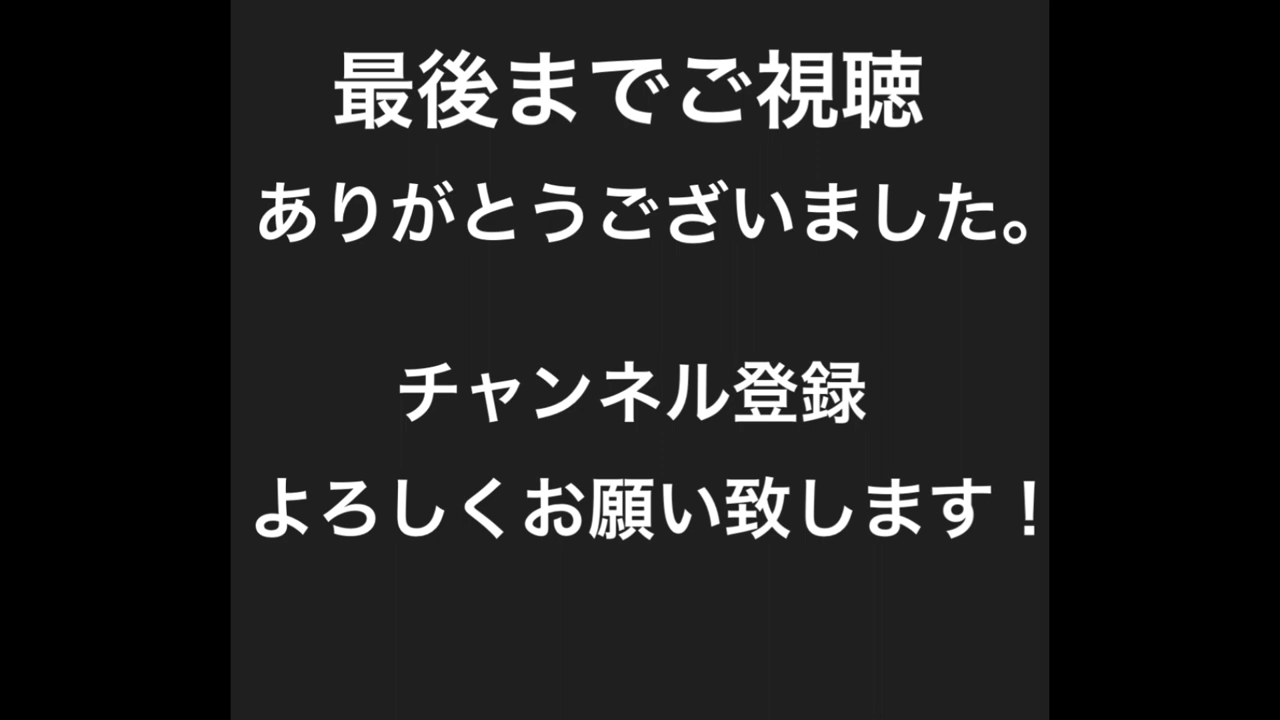 最後までご視聴
ありがとうございました。
チャンネル登録
よろしくお願い致します！